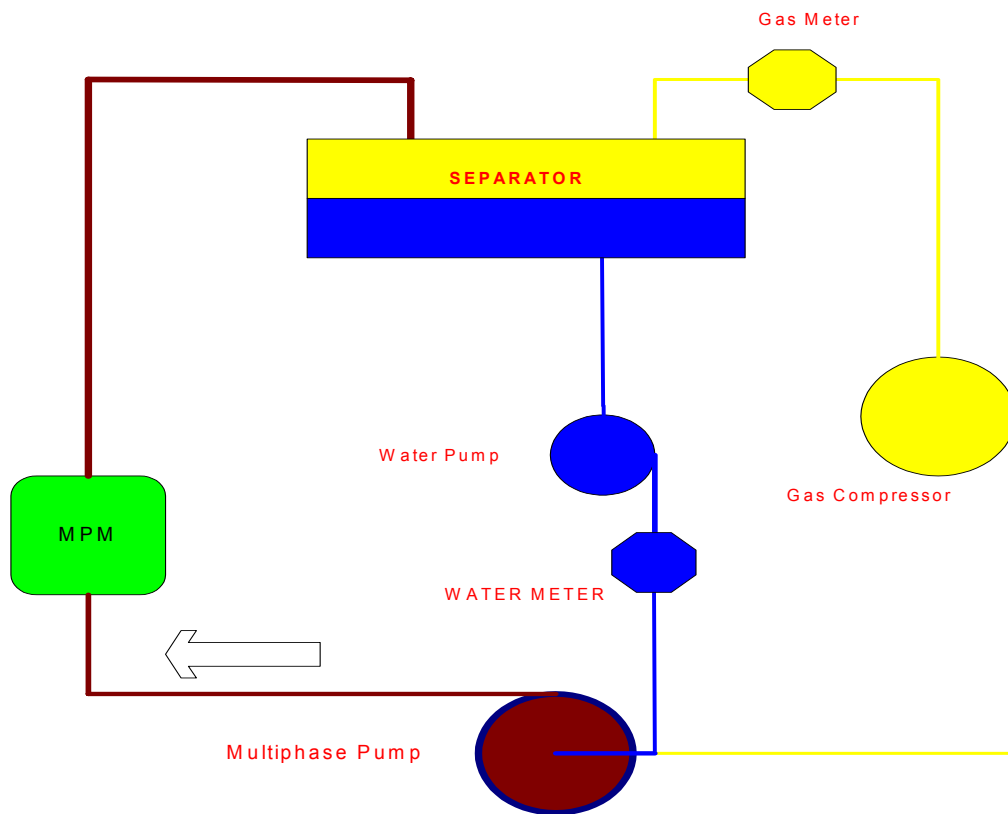 Gas Meter
SEPARATOR
Water Pump
Gas Compressor
MPM
WATER METER
Multiphase Pump